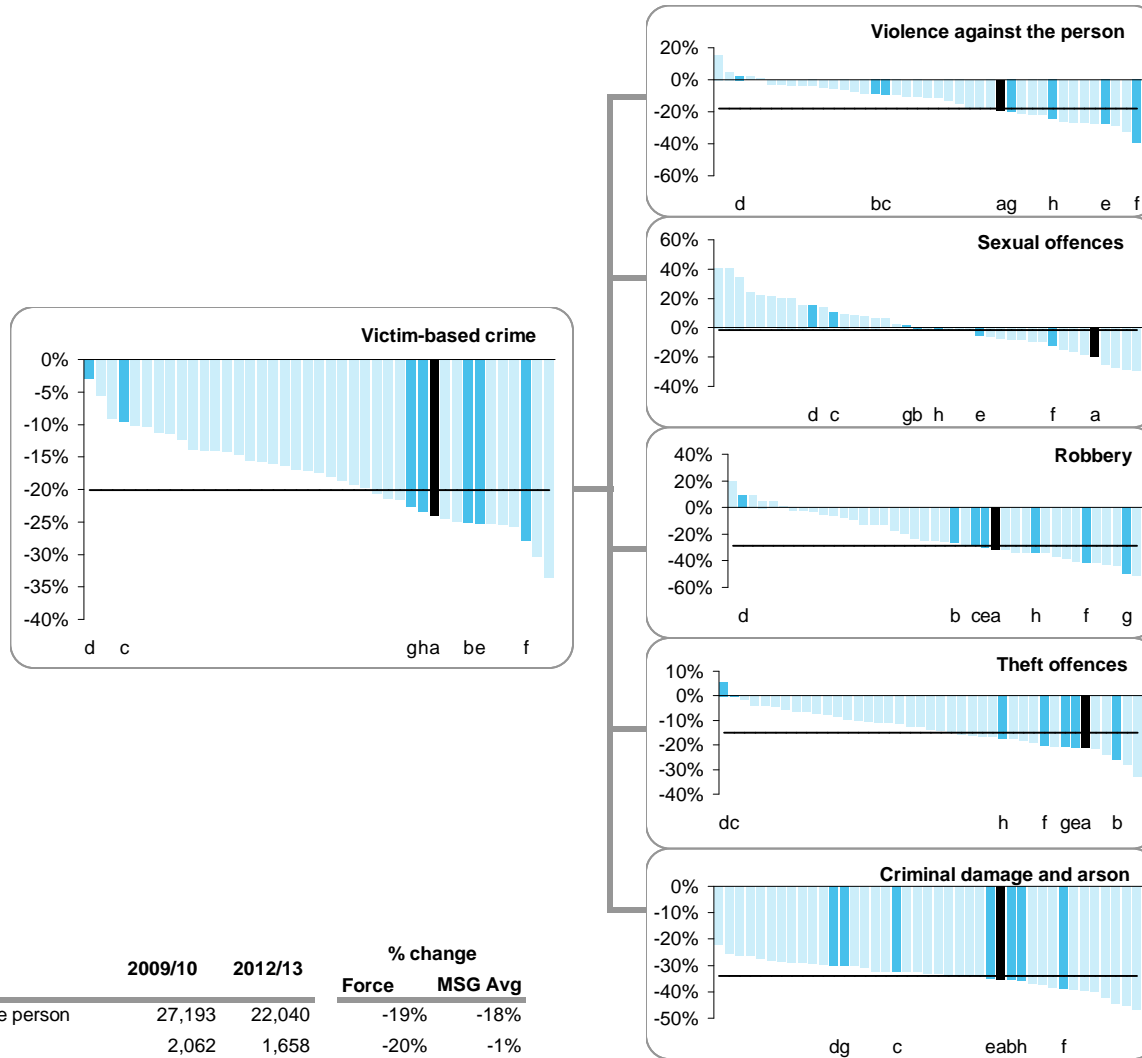 Violence against the person
20%
0%
-20%
-40%
-60%
d bc ag h e f
Sexual offences
60%
40%
20%
0%
-20%
-40%
d c gb h e f a
Victim-based crime
0%
-5%
-10%
-15%
-20%
-25%
-30%
-35%
-40%
d c gha be f
Robbery
40%
20%
0%
-20%
-40%
-60%
d b cea h f g
Theft offences
10%
0%
-10%
-20%
-30%
-40%
dc h f gea b
Criminal damage and arson
0%
-10%
-20%
-30%
-40%
-50%
dg c eabh f
2009/10 2012/13 % change
Force MSG Avg
e person 27,193 22,040 -19% -18%
2,062 1,658 -20% -1%